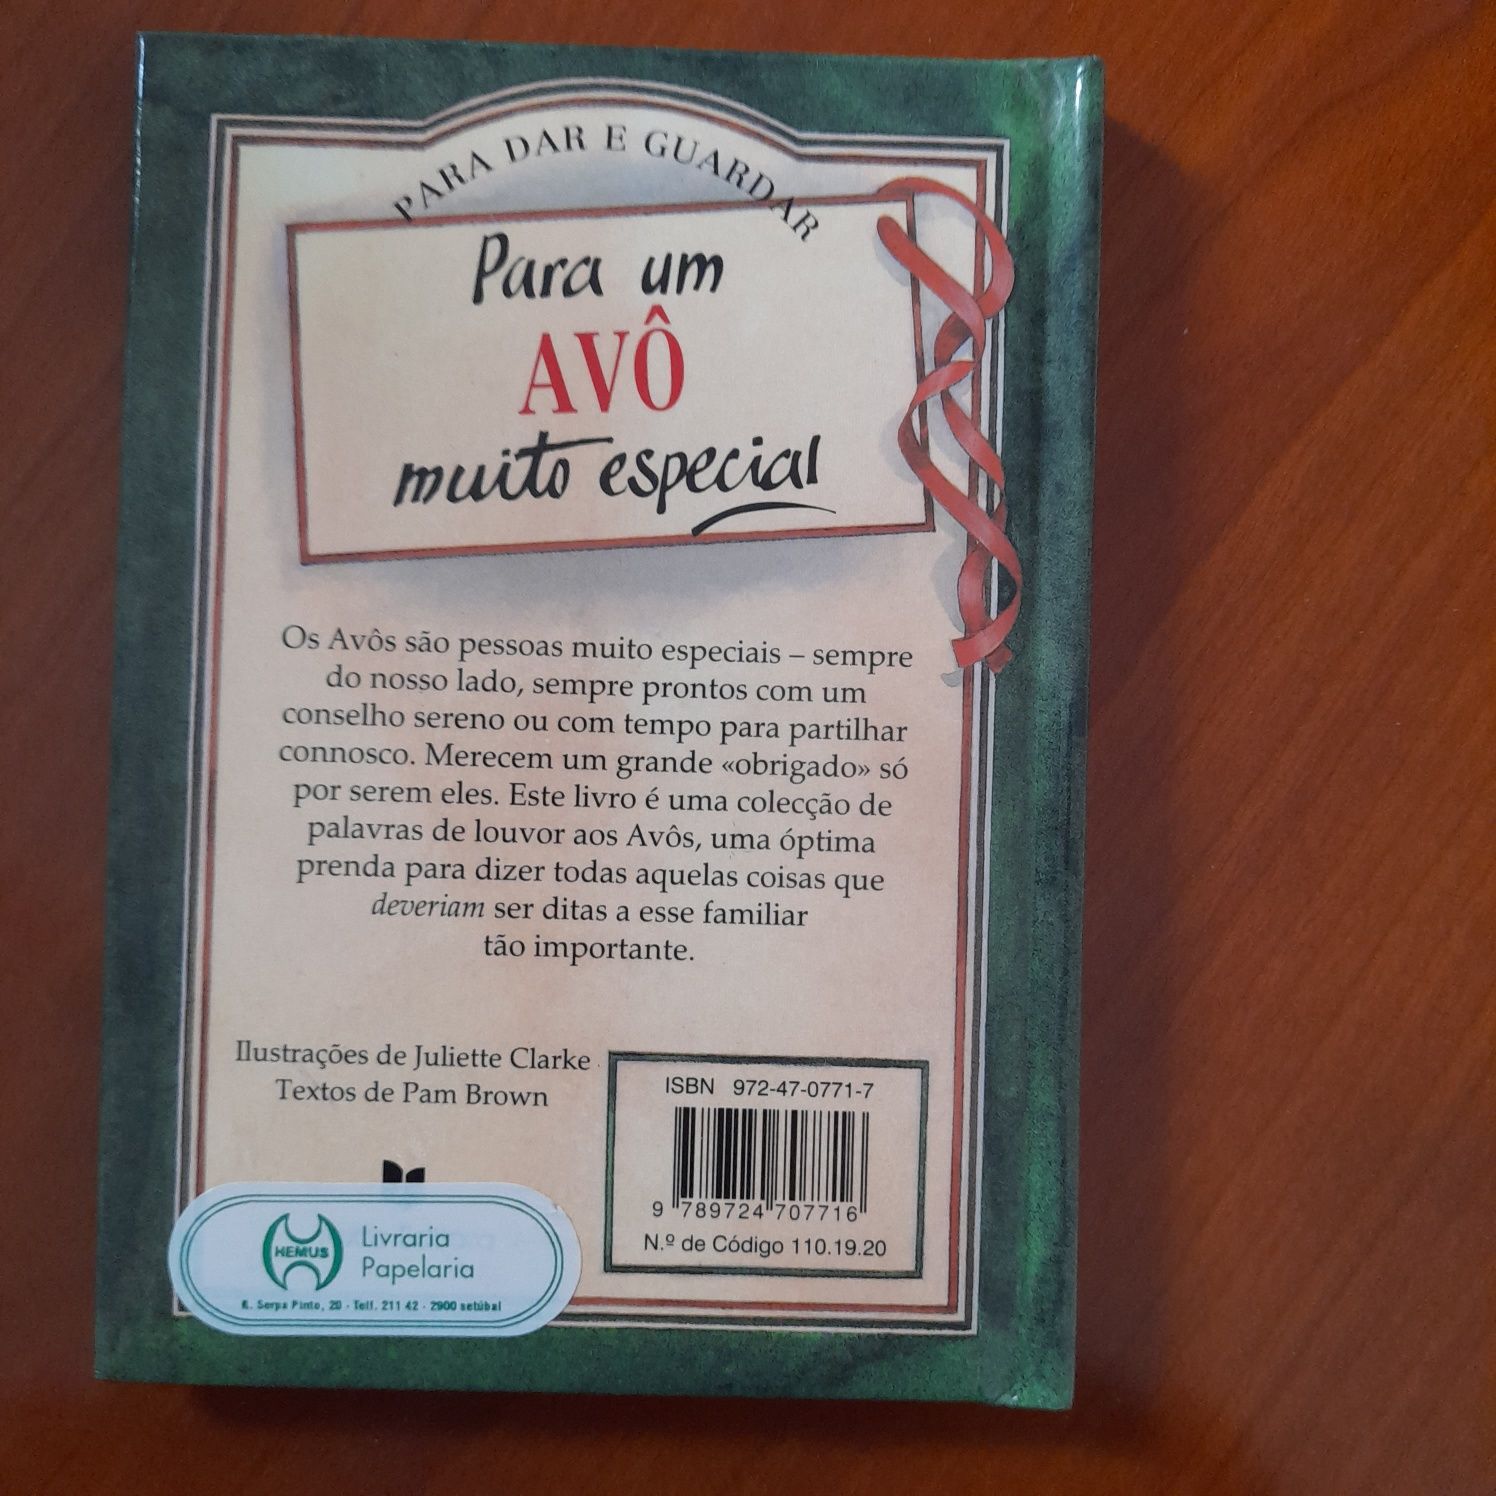 PARA DAR E GUARDAR
Para um
AVÔ
muito especial
Os Avôs são pessoas muito especiais – sempre
do nosso lado, sempre prontos com um
conselho sereno ou com tempo para partilhar
connosco. Merecem um grande «obrigado» só
por serem eles. Este livro é uma colecção de
palavras de louvor aos Avôs, uma óptima
prenda para dizer todas aquelas coisas que
deveriam ser ditas a esse familiar
tão importante.
Ilustrações de Juliette Clarke
Textos de Pam Brown
ISBN 972-47-0771-7
9 789724 707716
N.º de Código 110.19.20
HEMUS
Livraria
Papelaria
R. Serpa Pinto, 20 - Telf. 211 42 - 2900 setúbal